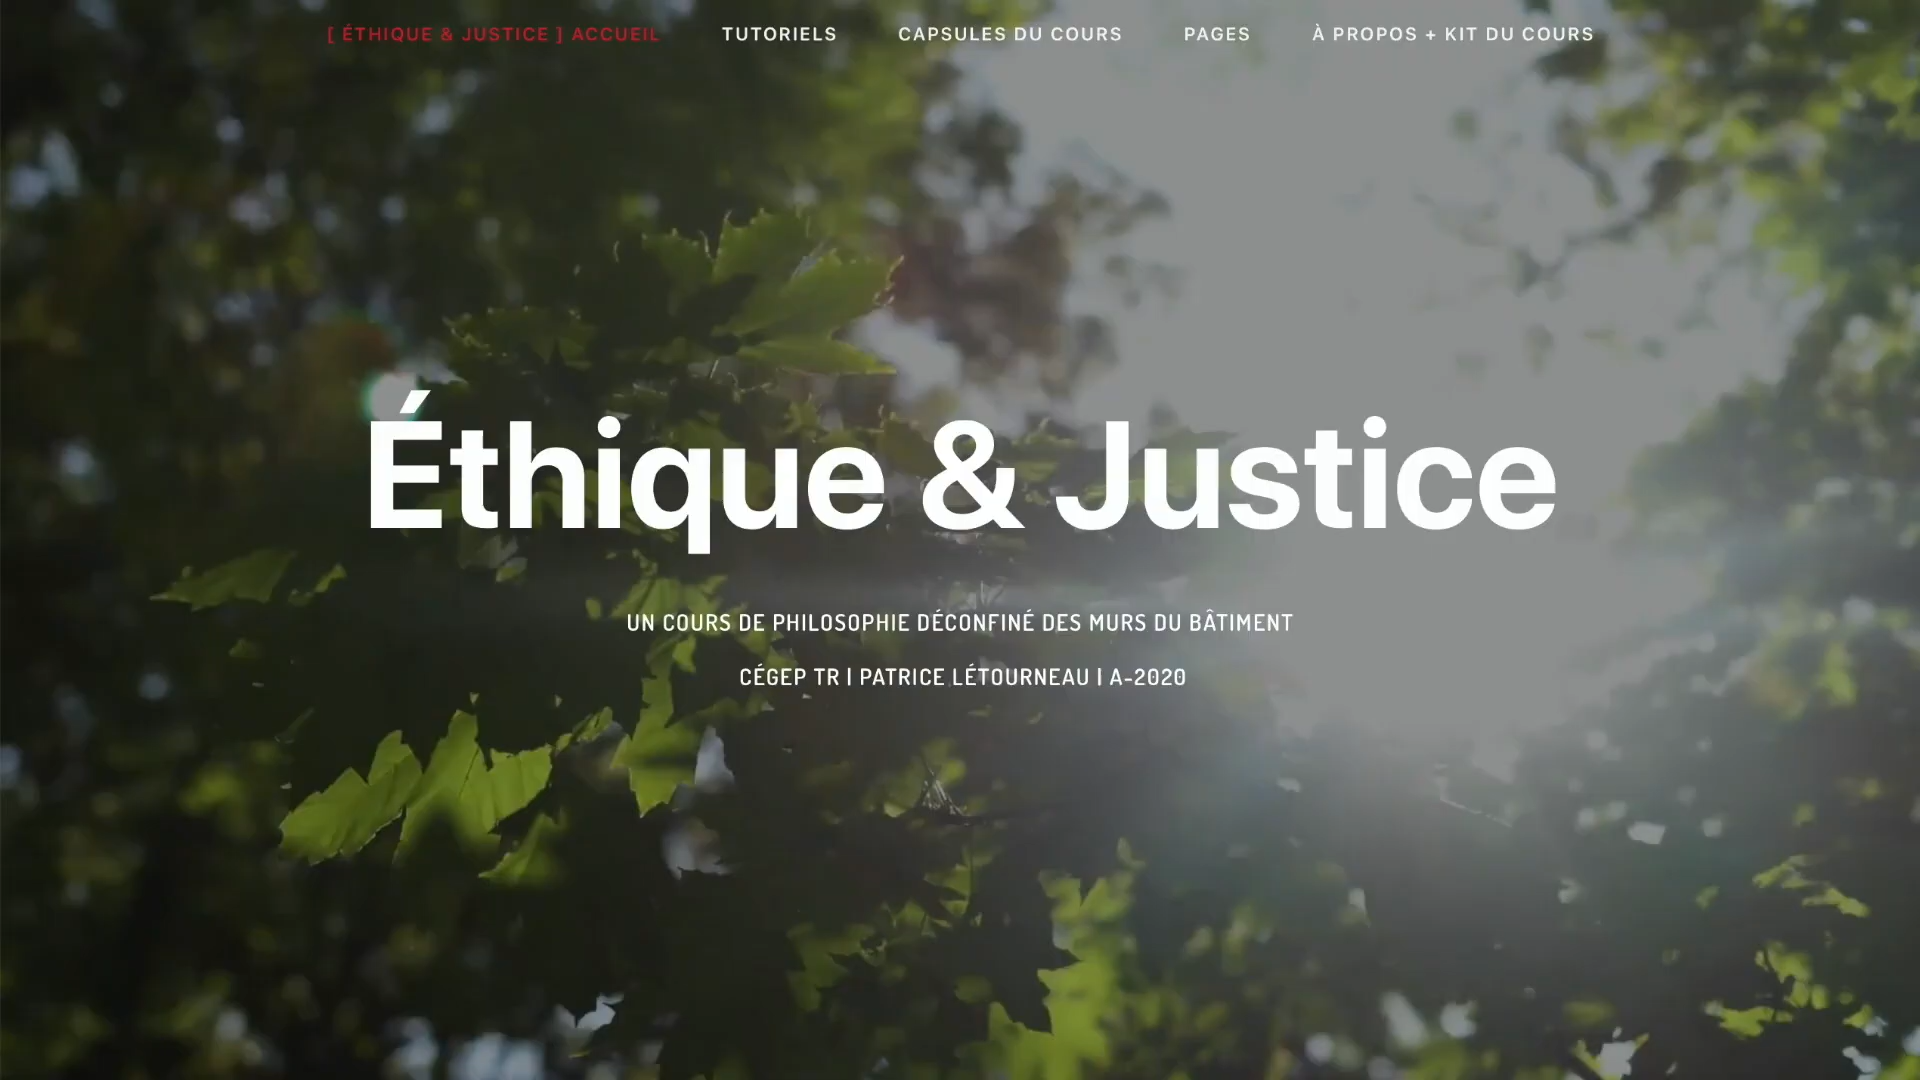 [ ÉTHIQUE & JUSTICE ] ACCUEIL TUTORIELS CAPSULES DU COURS PAGES À PROPOS + KIT DU COURS
Éthique & Justice
UN COURS DE PHILOSOPHIE DÉCONFINÉ DES MURS DU BÂTIMENT
CÉGEP TR | PATRICE LÉTOURNEAU | A-2020